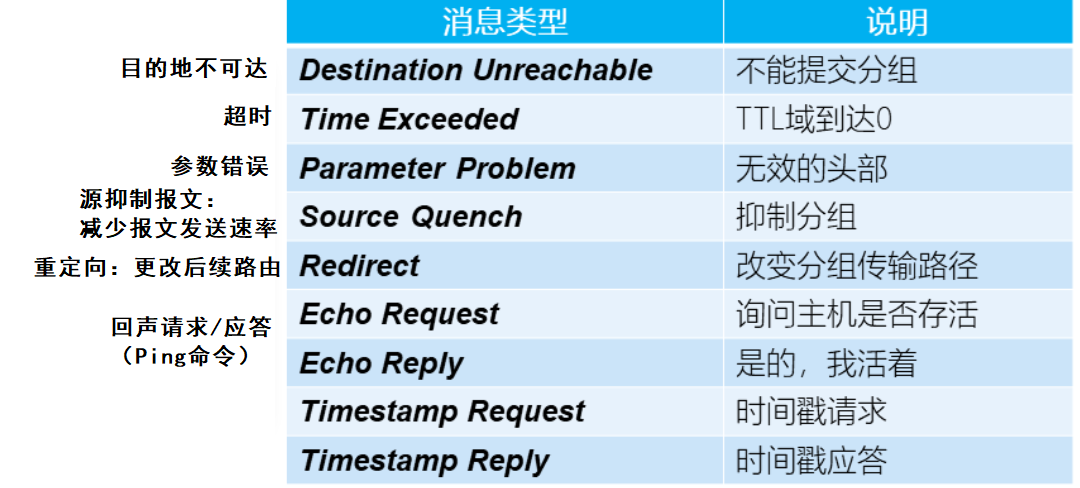 消息类型 说明
目的地不可达 Destination Unreachable 不能提交分组
超时 Time Exceeded TTL域到达0
参数错误 Parameter Problem 无效的头部
源抑制报文：
减少报文发送速率 Source Quench 抑制分组
重定向：更改后续路由 Redirect 改变分组传输路径
回声请求/应答 Echo Request 询问主机是否存活
（Ping命令） Echo Reply 是的，我活着
Timestamp Request 时间戳请求
Timestamp Reply 时间戳应答